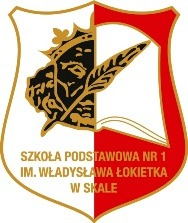 SZKOŁA PODSTAWOWA NR 1
IM. WŁADYSŁAWA ŁOKIETKA
W SKALE